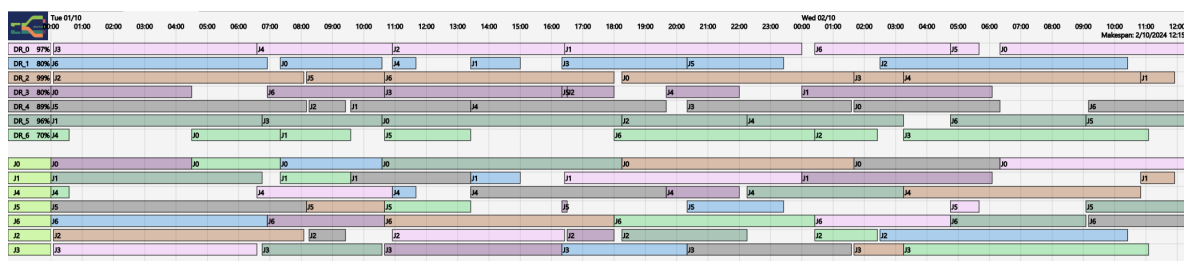 Tue 01/10 Wed 02/10
00:00 01:00 02:00 03:00 04:00 05:00 06:00 07:00 08:00 09:00 10:00 11:00 12:00 13:00 14:00 15:00 16:00 17:00 18:00 19:00 20:00 21:00 22:00 23:00 00:00 01:00 02:00 03:00 04:00 05:00 06:00 07:00 08:00 09:00 10:00 11:00 12:00
Makespan: 2/10/2024 12:15
DR_0 97% J3 J4 J2 J1 J6 J5 J0
DR_1 80% J6 J0 J4 J1 J3 J5 J2
DR_2 99% J2 J5 J6 J0 J3 J4 J1
DR_3 80% J0 J6 J3 J5 J2 J4 J1
DR_4 89% J5 J2 J1 J4 J3 J0 J6
DR_5 96% J1 J3 J0 J2 J4 J6 J5
DR_6 70% J4 J0 J1 J5 J6 J2 J3
J0 J0 J0 J0 J0 J0 J0 J0
J1 J1 J1 J1 J1 J1 J1 J1
J4 J4 J4 J4 J4 J4 J4 J4
J5 J5 J5 J5 J5 J5 J5 J5
J6 J6 J6 J6 J6 J6 J6 J6
J2 J2 J2 J2 J2 J2 J2 J2
J3 J3 J3 J3 J3 J3 J3 J3